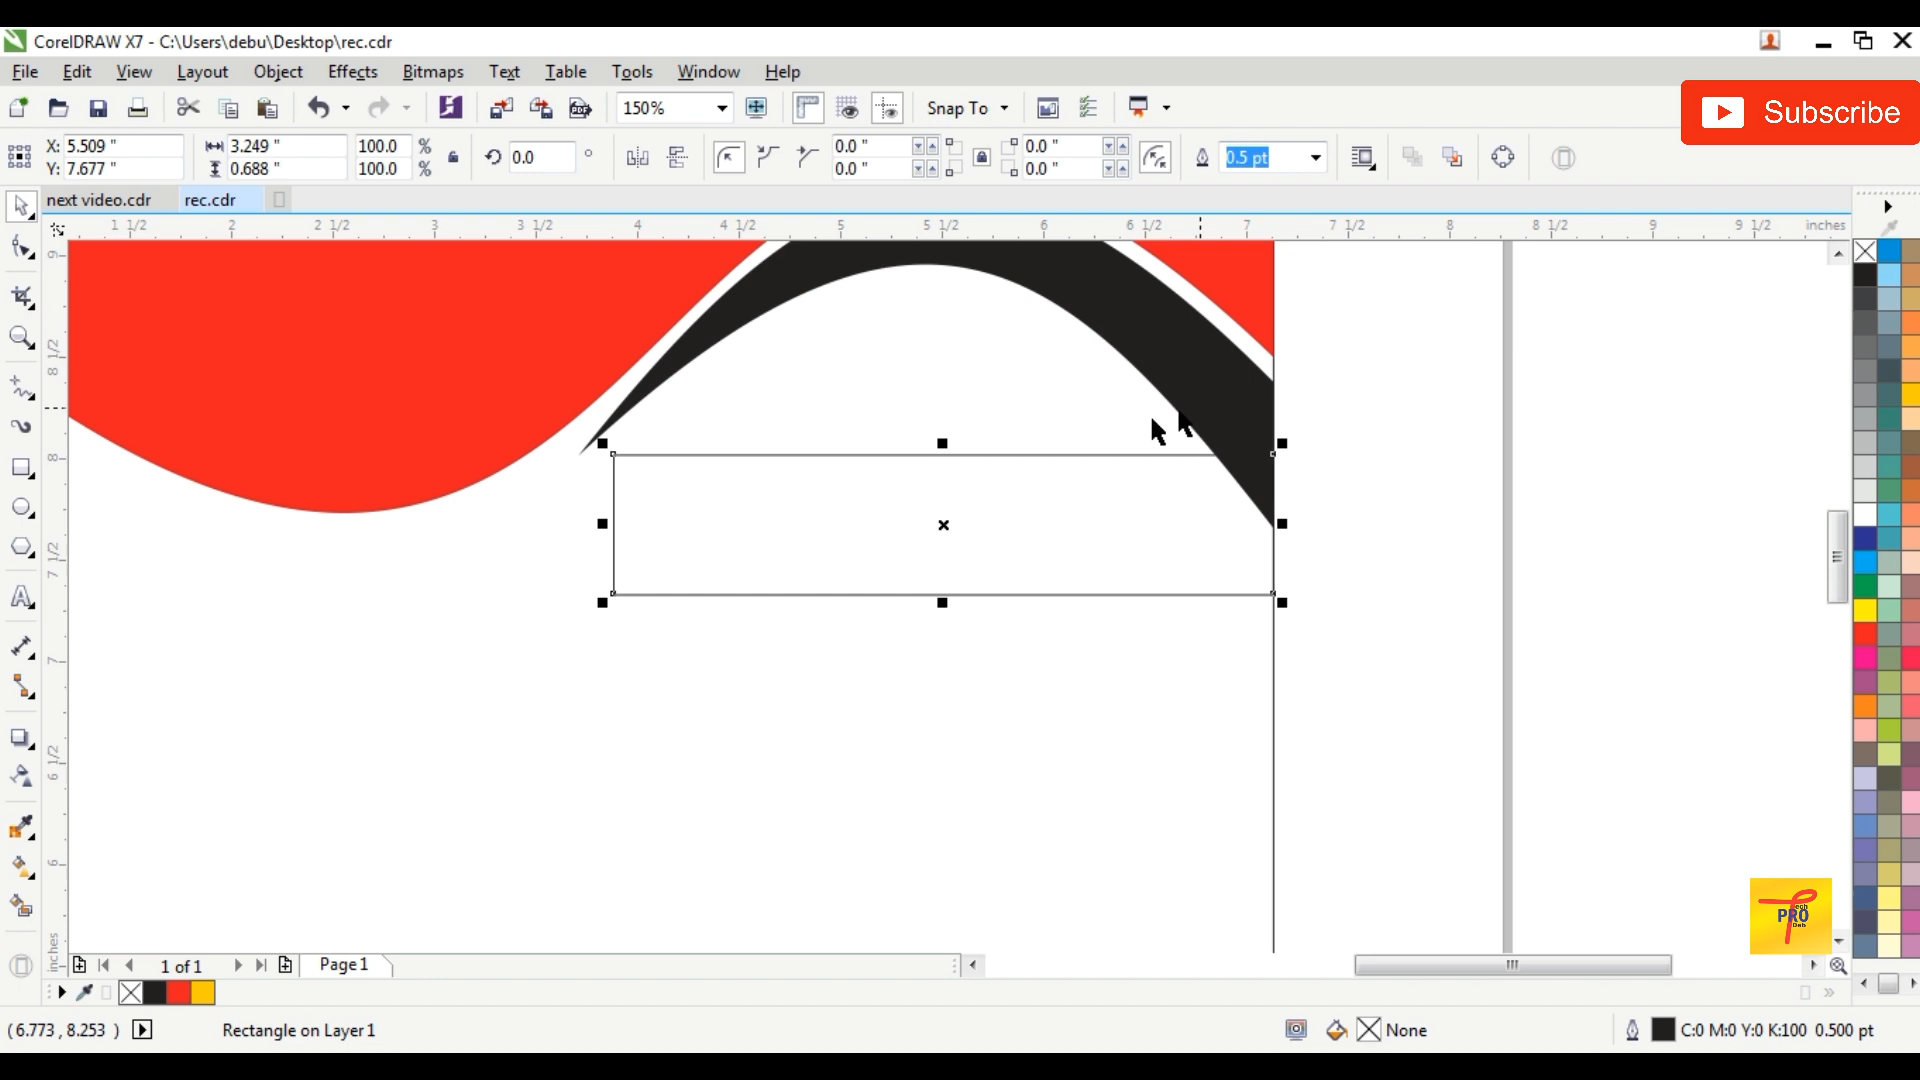 CorelDRAW X7 - C:\Users\debu\Desktop\rec.cdr
File Edit View Layout Object Effects Bitmaps Text Table Tools Window Help
150% Snap To
Subscribe
X: 5.509 " 3.249 " 100.0 % 0.0 ° 0.0 " 0.0 " 0.5 pt
Y: 7.677 " 0.688 " 100.0 % 0.0 " 0.0 "
next video.cdr rec.cdr
1 1/2 2 2 1/2 3 3 1/2 4 4 1/2 5 5 1/2 6 6 1/2 7 7 1/2 8 8 1/2 9 9 1/2 inches
9
8 1/2
8
7 1/2
7
6 1/2
6
inches
Tech
PRO
Deb
1 of 1 Page 1
(6.773, 8.253 ) Rectangle on Layer 1 None C:0 M:0 Y:0 K:100 0.500 pt